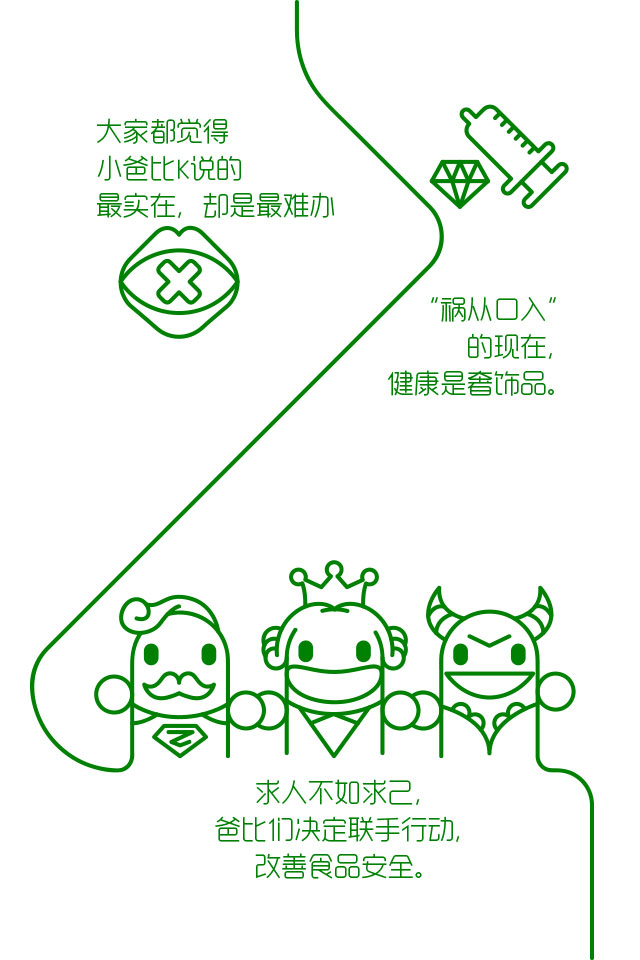 大家都觉得
小爸比K说的
最实在，却是最难办
“祸从口入”
的现在，
健康是奢饰品。
求人不如求己，
爸比们决定联手行动，
改善食品安全。